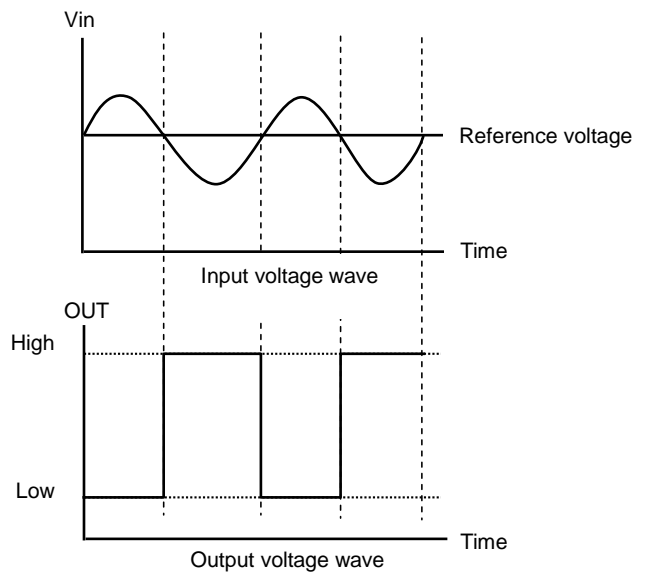 Vin
Reference voltage
Time
Input voltage wave
OUT
High
Low
Time
Output voltage wave